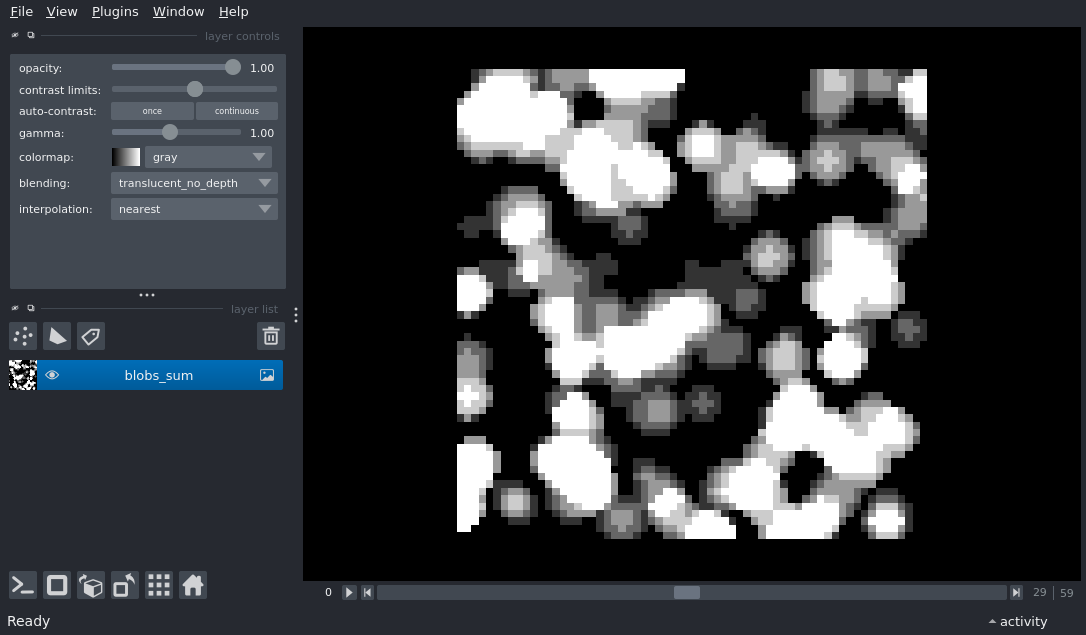 File View Plugins Window Help
layer controls
opacity: 1.00
contrast limits:
auto-contrast: once continuous
gamma: 1.00
colormap: gray
blending: translucent_no_depth
interpolation: nearest
layer list
blobs_sum
0 29 59
Ready activity